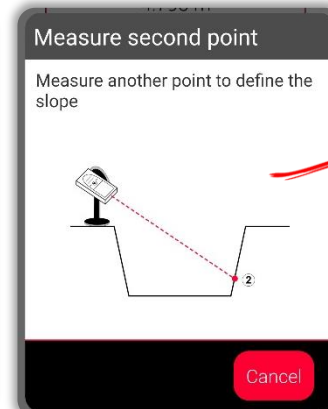 Measure second point
Measure another point to define the
slope
2
Cancel